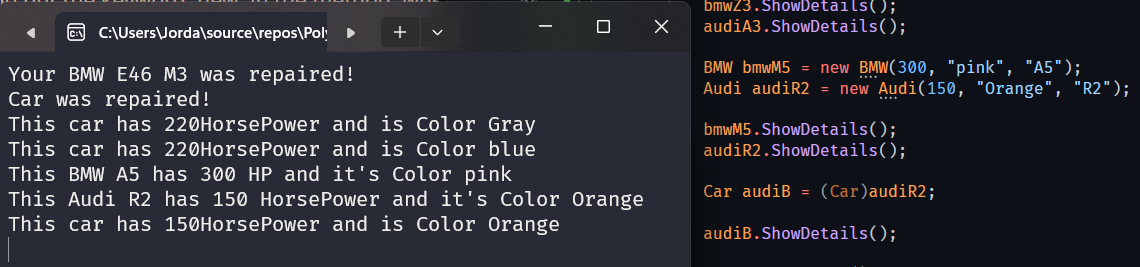 C:\Users\Jorda\source\repos\Poly
Your BMW E46 M3 was repaired!
Car was repaired!
This car has 220HorsePower and is Color Gray
This car has 220HorsePower and is Color blue
This BMW A5 has 300 HP and it's Color pink
This Audi R2 has 150 HorsePower and it's Color Orange
This car has 150HorsePower and is Color Orange
bmwZ3.ShowDetails();
audiA3.ShowDetails();
BMW bmwM5 = new BMW(300, "pink", "A5");
Audi audiR2 = new Audi(150, "Orange", "R2");
bmwM5.ShowDetails();
audiR2.ShowDetails();
Car audiB = (Car)audiR2;
audiB.ShowDetails();